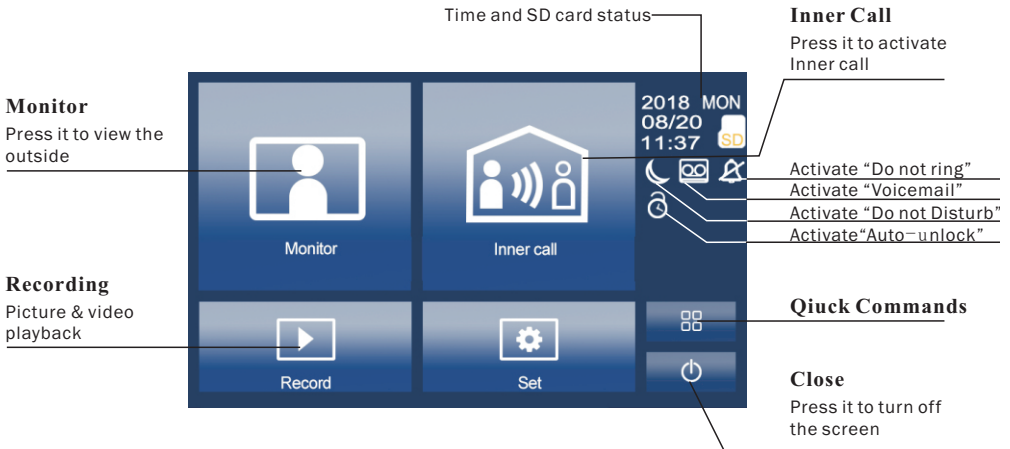 Time and SD card status
Inner Call
Press it to activate
Inner call
Monitor
Press it to view the
outside
2018 MON
08/20
11:37
SD
Activate “Do not ring”
Activate “Voicemail”
Activate “Do not Disturb”
Activate“Auto-unlock”
Monitor
Inner call
Recording
Picture & video
playback
Qiuck Commands
Record
Set
Close
Press it to turn off
the screen